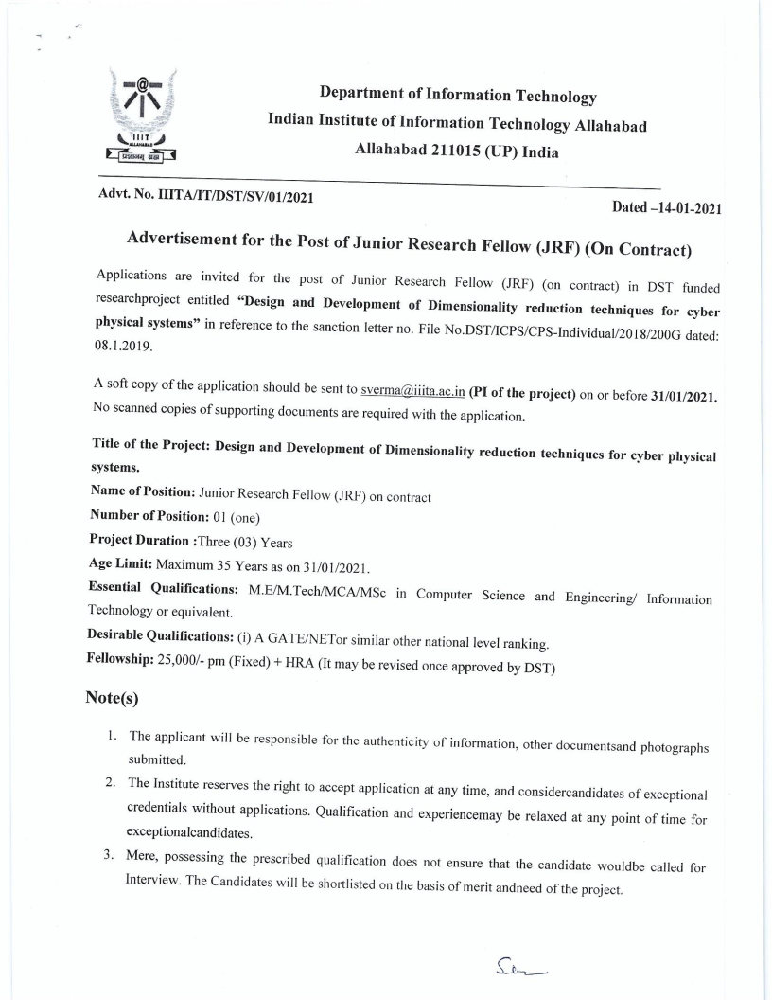 @
IIIT
ALLAHABAD
प्रज्ञानम् ब्रह्म
Department of Information Technology
Indian Institute of Information Technology Allahabad
Allahabad 211015 (UP) India
Advt. No. IIITA/IT/DST/SV/01/2021
Dated –14-01-2021
Advertisement for the Post of Junior Research Fellow (JRF) (On Contract)
Applications are invited for the post of Junior Research Fellow (JRF) (on contract) in DST funded
researchproject entitled “Design and Development of Dimensionality reduction techniques for cyber
physical systems” in reference to the sanction letter no. File No.DST/ICPS/CPS-Individual/2018/200G dated:
08.1.2019.
A soft copy of the application should be sent to sverma@iiita.ac.in (PI of the project) on or before 31/01/2021.
No scanned copies of supporting documents are required with the application.
Title of the Project: Design and Development of Dimensionality reduction techniques for cyber physical
systems.
Name of Position: Junior Research Fellow (JRF) on contract
Number of Position: 01 (one)
Project Duration :Three (03) Years
Age Limit: Maximum 35 Years as on 31/01/2021.
Essential Qualifications: M.E/M.Tech/MCA/MSc in Computer Science and Engineering/ Information
Technology or equivalent.
Desirable Qualifications: (i) A GATE/NETor similar other national level ranking.
Fellowship: 25,000/- pm (Fixed) + HRA (It may be revised once approved by DST)
Note(s)
1. The applicant will be responsible for the authenticity of information, other documentsand photographs
submitted.
2. The Institute reserves the right to accept application at any time, and considercandidates of exceptional
credentials without applications. Qualification and experiencemay be relaxed at any point of time for
exceptionalcandidates.
3. Mere, possessing the prescribed qualification does not ensure that the candidate wouldbe called for
Interview. The Candidates will be shortlisted on the basis of merit andneed of the project.